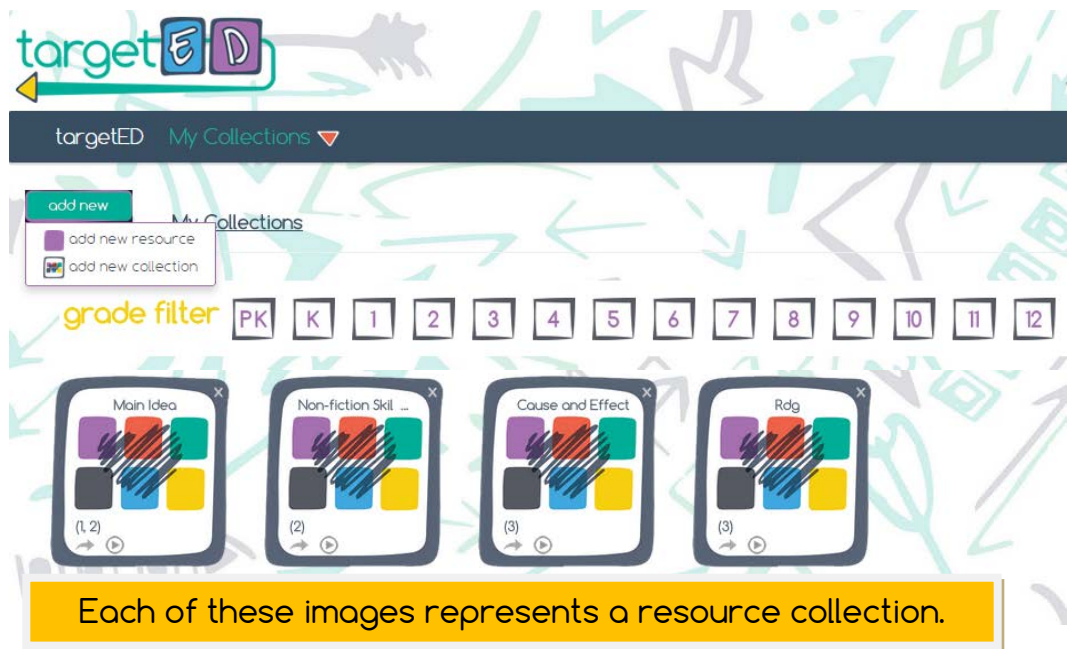 targetED
targetED My Collections
add new
My Collections
add new resource
add new collection
grade filter PK K 1 2 3 4 5 6 7 8 9 10 11 12
Main Idea x Non-fiction Skil ... x Cause and Effect x Rdg x
(1, 2) (2) (3) (3)
Each of these images represents a resource collection.